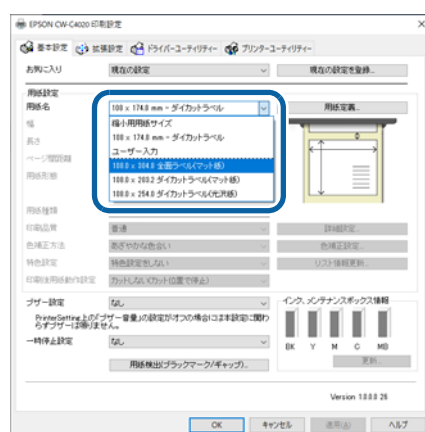 EPSON CW-C4020 印刷設定
基本設定 拡張設定 ドライバーユーティリティー プリンターユーティリティー
お気に入り 現在の設定 現在の設定を登録...
用紙設定
用紙名 108 x 174.8 mm - ダイカットラベル 用紙定義...
幅 縮小用用紙サイズ
長さ 108 x 174.8 mm - ダイカットラベル
ページ間距離 ユーザー入力
用紙形態 108.0 x 304.8 全面ラベル(マット紙)
108.0 x 203.2 ダイカットラベル(マット紙)
108.0 x 254.0 ダイカットラベル(光沢紙)
用紙種類
印刷品質 普通 詳細設定...
色補正方法 あざやかな色合い 色補正設定...
特色設定 特色設定をしない リスト情報更新...
印刷後用紙動作設定 カットしない(カット位置で停止)
ブザー設定 なし インク、メンテナンスボックス情報
PrinterSetting上の「ブザー音量」の設定がオフの場合には本設定に関わ
らずブザーは鳴りません。
一時停止設定 なし BK Y M C MB
用紙検出(ブラックマーク/ギャップ)... 更新...
Version 1.0.0.0 26
OK キャンセル 適用(A) ヘルプ